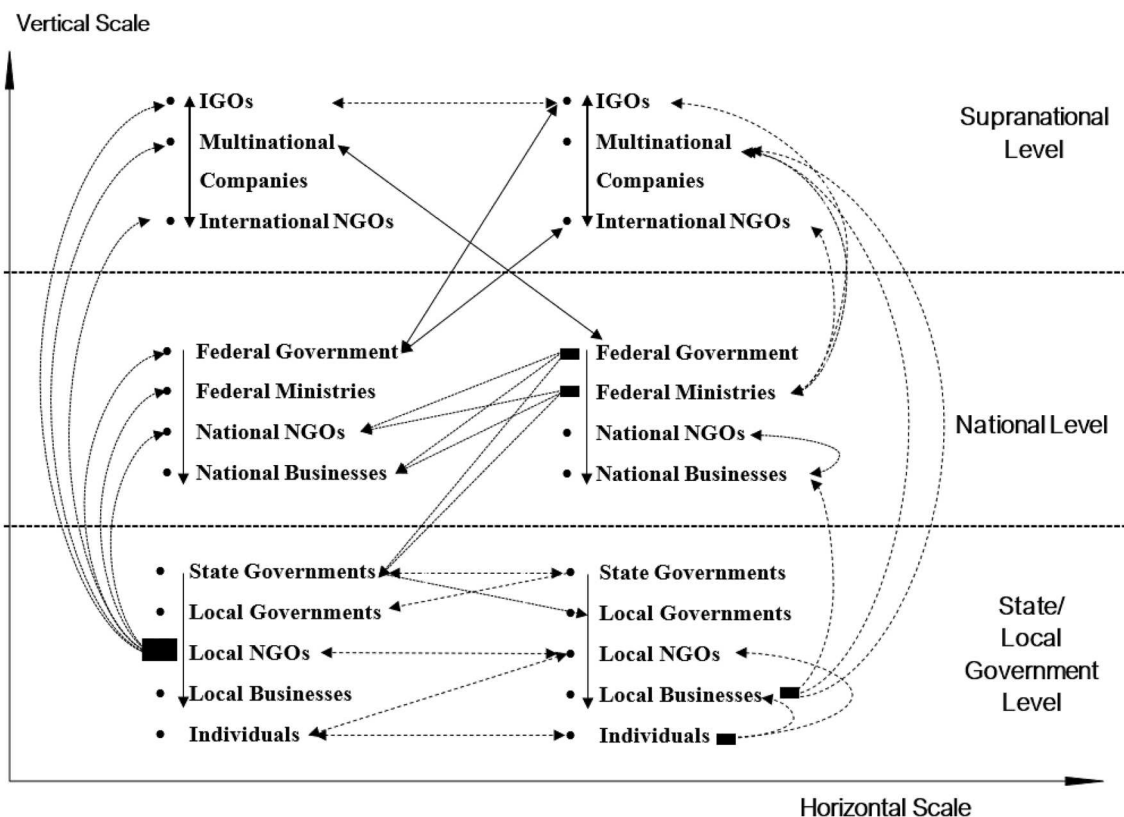 Vertical Scale
IGOs
Multinational
Companies
International NGOs
IGOs
Multinational
Companies
International NGOs
Supranational
Level
Federal Government
Federal Ministries
National NGOs
National Businesses
Federal Government
Federal Ministries
National NGOs
National Businesses
National Level
State Governments
Local Governments
Local NGOs
Local Businesses
Individuals
State Governments
Local Governments
Local NGOs
Local Businesses
Individuals
State/
Local
Government
Level
Horizontal Scale